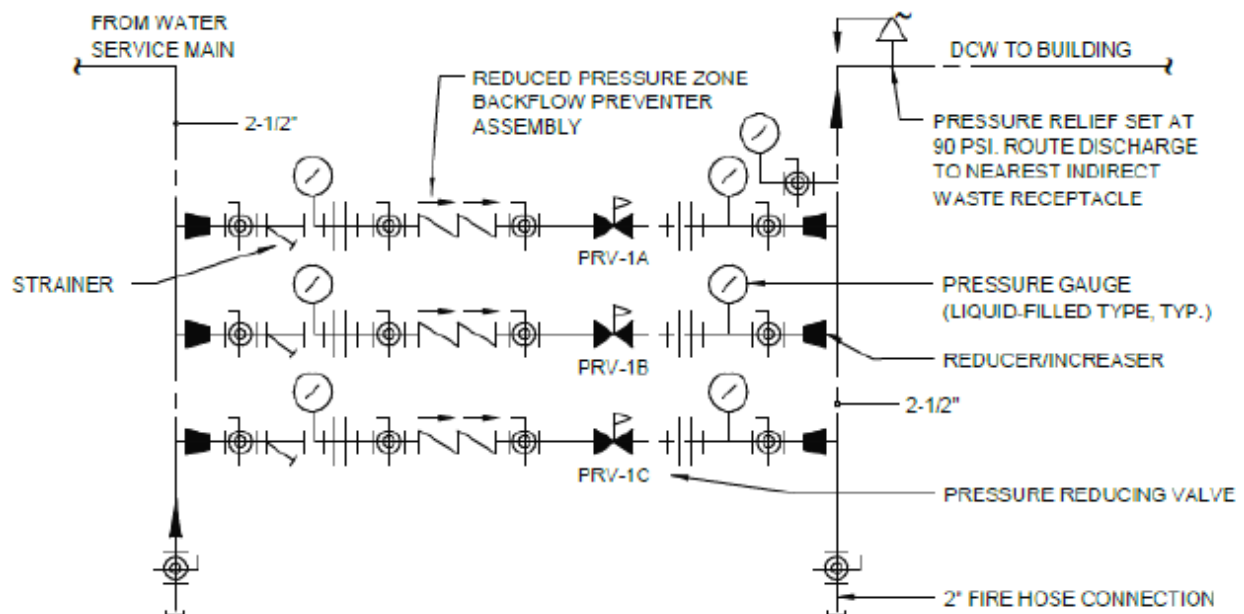 FROM WATER
SERVICE MAIN
DCW TO BUILDING
REDUCED PRESSURE ZONE
BACKFLOW PREVENTER
ASSEMBLY
2-1/2"
PRESSURE RELIEF SET AT
90 PSI. ROUTE DISCHARGE
TO NEAREST INDIRECT
WASTE RECEPTACLE
PRV-1A
STRAINER
PRESSURE GAUGE
(LIQUID-FILLED TYPE, TYP.)
REDUCER/INCREASER
PRV-1B
2-1/2"
PRV-1C
PRESSURE REDUCING VALVE
2" FIRE HOSE CONNECTION